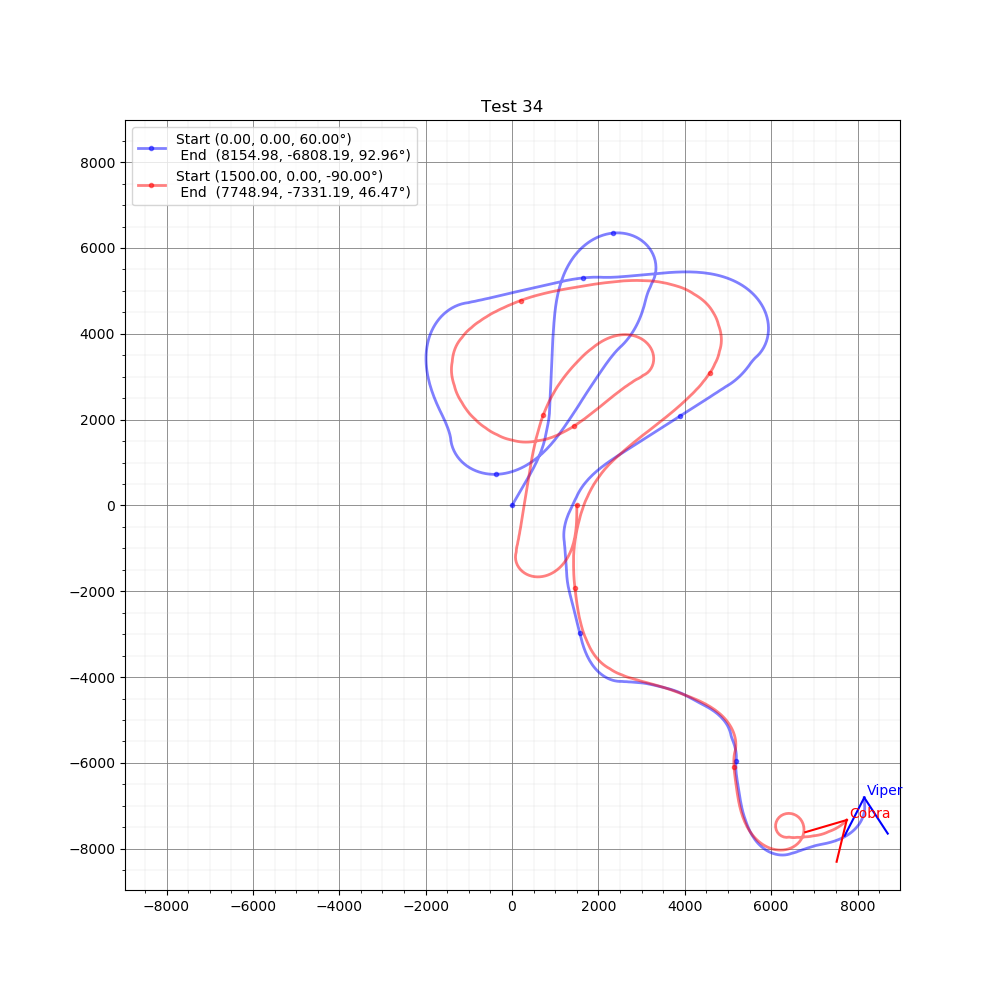 Test 34
Start (0.00, 0.00, 60.00°)
End (8154.98, -6808.19, 92.96°)
Start (1500.00, 0.00, -90.00°)
End (7748.94, -7331.19, 46.47°)
8000
6000
4000
2000
0
−2000
−4000
−6000
−8000
Viper
Cobra
−8000 −6000 −4000 −2000 0 2000 4000 6000 8000